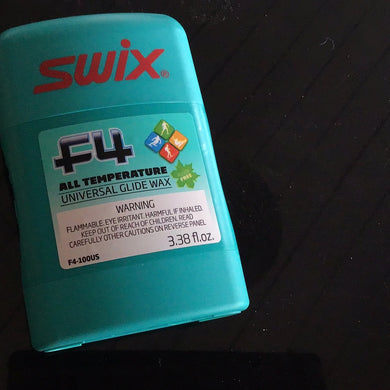 SWIX®
F4
ALL TEMPERATURE
UNIVERSAL GLIDE WAX
FREE
WARNING
FLAMMABLE. EYE IRRITANT. HARMFUL IF INHALED.
KEEP OUT OF REACH OF CHILDREN. READ
CAREFULLY OTHER CAUTIONS ON REVERSE PANEL
3.38 fl.oz.
F4-100US